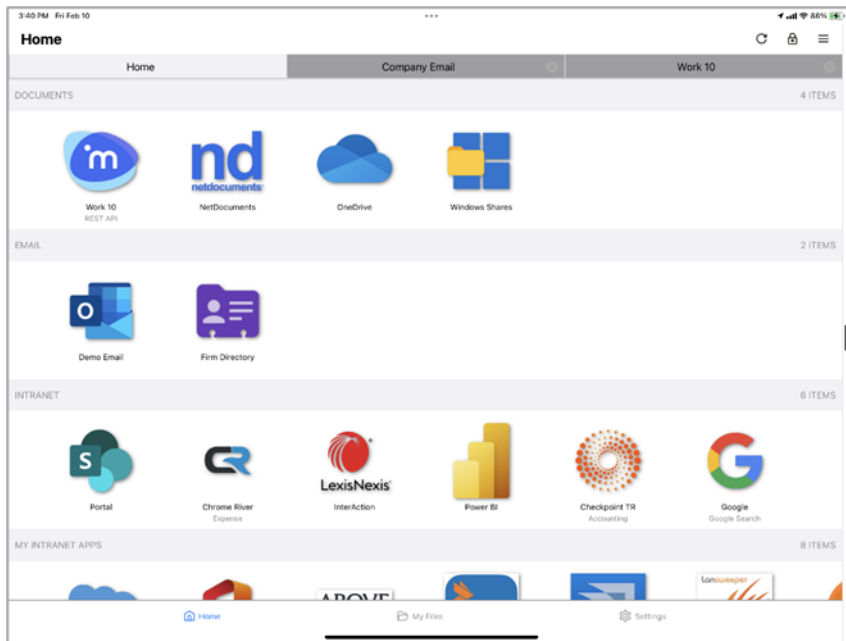 3:40 PM Fri Feb 10
86%
Home
Home
Company Email
Work 10
DOCUMENTS
4 ITEMS
m
nd
netdocuments
Work 10
REST API
NetDocuments
OneDrive
Windows Shares
EMAIL
2 ITEMS
O
Demo Email
Firm Directory
INTRANET
6 ITEMS
S
CR
LexisNexis®
G
Portal
Chrome River
Expense
InterAction
Power BI
Checkpoint TR
Accounting
Google
Google Search
MY INTRANET APPS
8 ITEMS
ABOVE
Lansweeper
Home
My Files
Settings